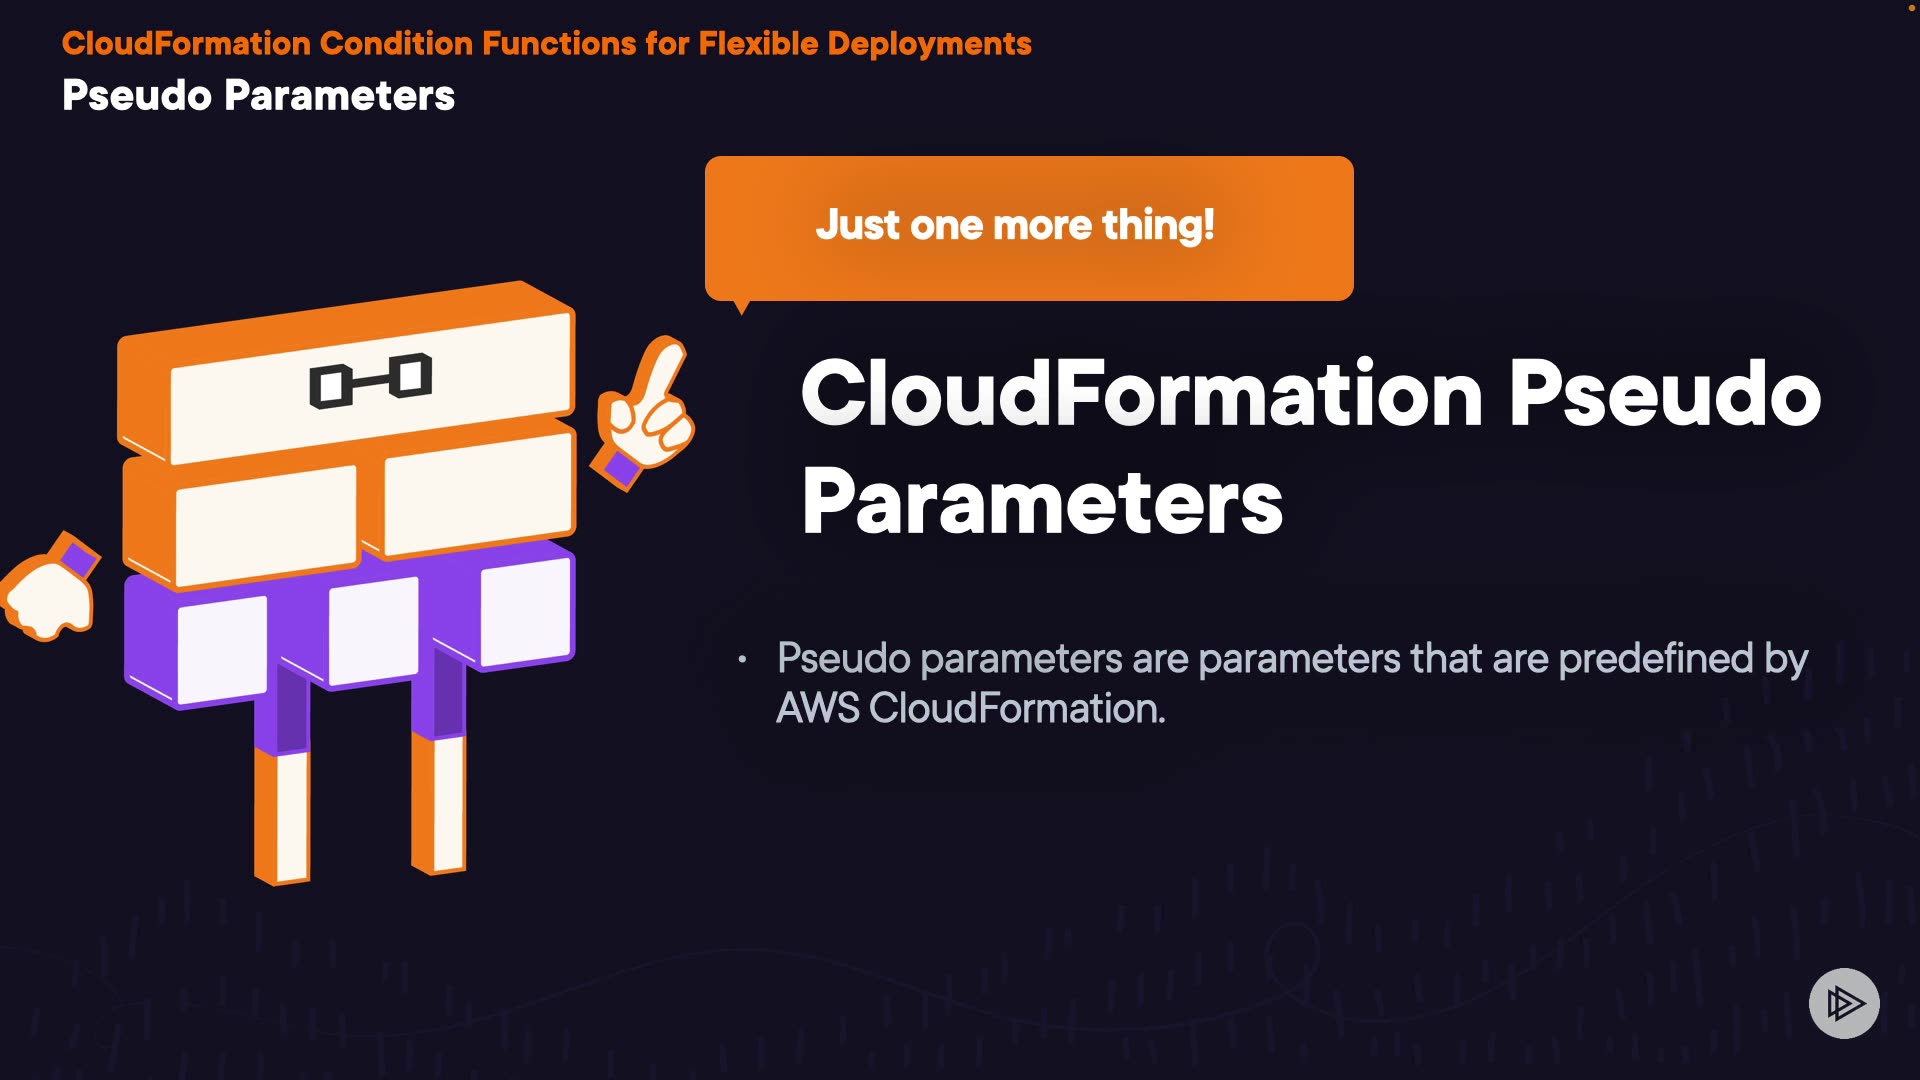 CloudFormation Condition Functions for Flexible Deployments
Pseudo Parameters
Just one more thing!
CloudFormation Pseudo
Parameters
• Pseudo parameters are parameters that are predefined by
AWS CloudFormation.